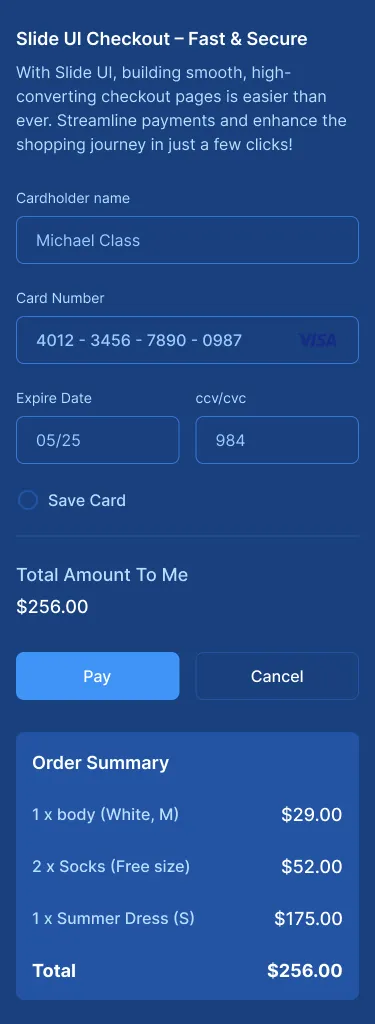 Slide UI Checkout – Fast & Secure
With Slide UI, building smooth, high-
converting checkout pages is easier than
ever. Streamline payments and enhance the
shopping journey in just a few clicks!
Cardholder name
Michael Class
Card Number
4012 - 3456 - 7890 - 0987 VISA
Expire Date ccv/cvc
05/25 984
Save Card
Total Amount To Me
$256.00
Pay Cancel
Order Summary
1 x body (White, M) $29.00
2 x Socks (Free size) $52.00
1 x Summer Dress (S) $175.00
Total $256.00